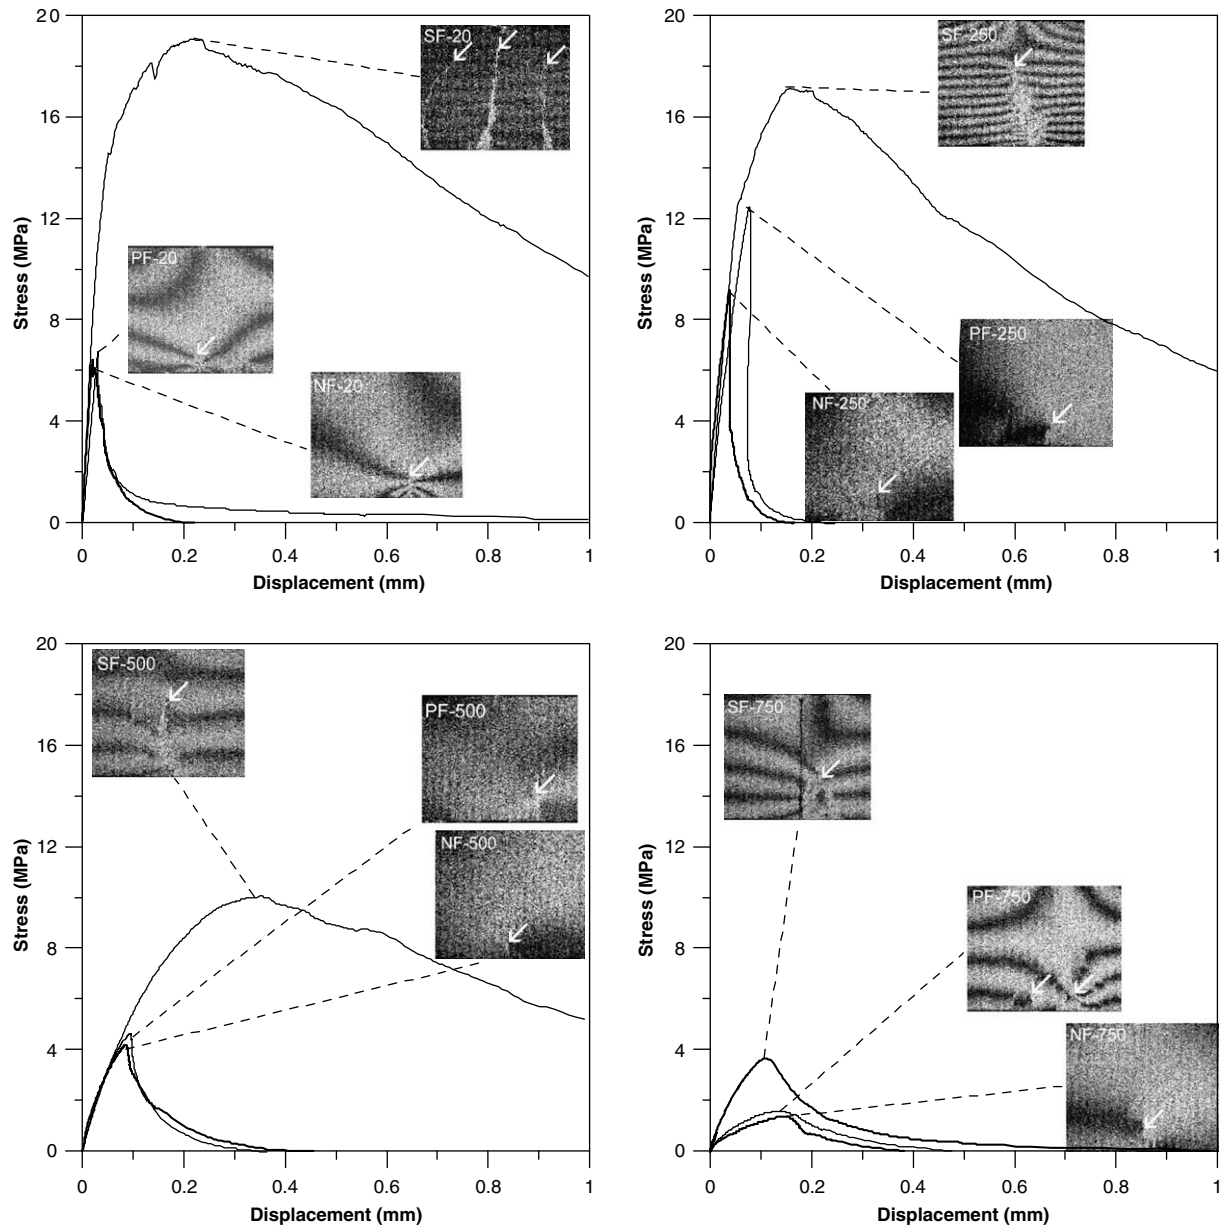 20
16
12
8
4
0
Stress (MPa)
SF-20
PF-20
NF-20
0 0.2 0.4 0.6 0.8 1
Displacement (mm)
20
16
12
8
4
0
Stress (MPa)
SF-250
PF-250
NF-250
0 0.2 0.4 0.6 0.8 1
Displacement (mm)
20
16
12
8
4
0
Stress (MPa)
SF-500
PF-500
NF-500
0 0.2 0.4 0.6 0.8 1
Displacement (mm)
20
16
12
8
4
0
Stress (MPa)
SF-750
PF-750
NF-750
0 0.2 0.4 0.6 0.8 1
Displacement (mm)